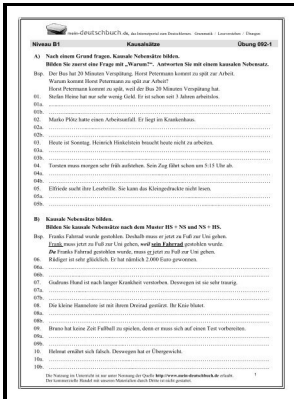 mein-deutschbuch.de, das Internetportal zum Deutschlernen. Grammatik - Leseverstehen - Übungen
Niveau B1 Kausalsätze Übung 092-1
A) Nach einem Grund fragen. Kausale Nebensätze bilden.
Bilden Sie zuerst eine Frage mit „Warum?“. Antworten Sie mit einem kausalen Nebensatz.
Bsp. Der Bus hat 20 Minuten Verspätung. Horst Petermann kommt zu spät zur Arbeit.
Warum kommt Horst Petermann zu spät zur Arbeit?
Horst Petermann kommt zu spät, weil der Bus 20 Minuten Verspätung hat.
01. Stefan Heine hat nur sehr wenig Geld. Er ist schon seit 3 Jahren arbeitslos.
01a.
01b.
02. Marko Plötz hatte einen Arbeitsunfall. Er liegt im Krankenhaus.
02a.
02b.
03. Heute ist Sonntag. Heinrich Hinkelstein braucht heute nicht zu arbeiten.
03a.
03b.
04. Torsten muss morgen sehr früh aufstehen. Sein Zug fährt schon um 5:15 Uhr ab.
04a.
04b.
05. Elfriede sucht ihre Lesebrille. Sie kann das Kleingedruckte nicht lesen.
05a.
05b.
B) Kausale Nebensätze bilden.
Bilden Sie kausale Nebensätze nach dem Muster HS + NS und NS + HS.
Bsp. Franks Fahrrad wurde gestohlen. Deshalb muss er jetzt zu Fuß zur Uni gehen.
Frank muss jetzt zu Fuß zur Uni gehen, weil sein Fahrrad gestohlen wurde.
Da Franks Fahrrad gestohlen wurde, muss er jetzt zu Fuß zur Uni gehen.
06. Rüdiger ist sehr glücklich. Er hat nämlich 2.000 Euro gewonnen.
06a.
06b.
07. Gudruns Hund ist nach langer Krankheit verstorben. Deswegen ist sie sehr traurig.
07a.
07b.
08. Die kleine Hannelore ist mit ihrem Dreirad gestürzt. Ihr Knie blutet.
08a.
08b.
09. Bruno hat keine Zeit Fußball zu spielen, denn er muss sich auf einen Test vorbereiten.
09a.
09b.
10. Helmut ernährt sich falsch. Deswegen hat er Übergewicht.
10a.
10b.
Die Nutzung im Unterricht ist nur unter Nennung der Quelle http://www.mein-deutschbuch.de erlaubt.
Der kommerzielle Handel mit unseren Materialien durch Dritte ist nicht gestattet.
1